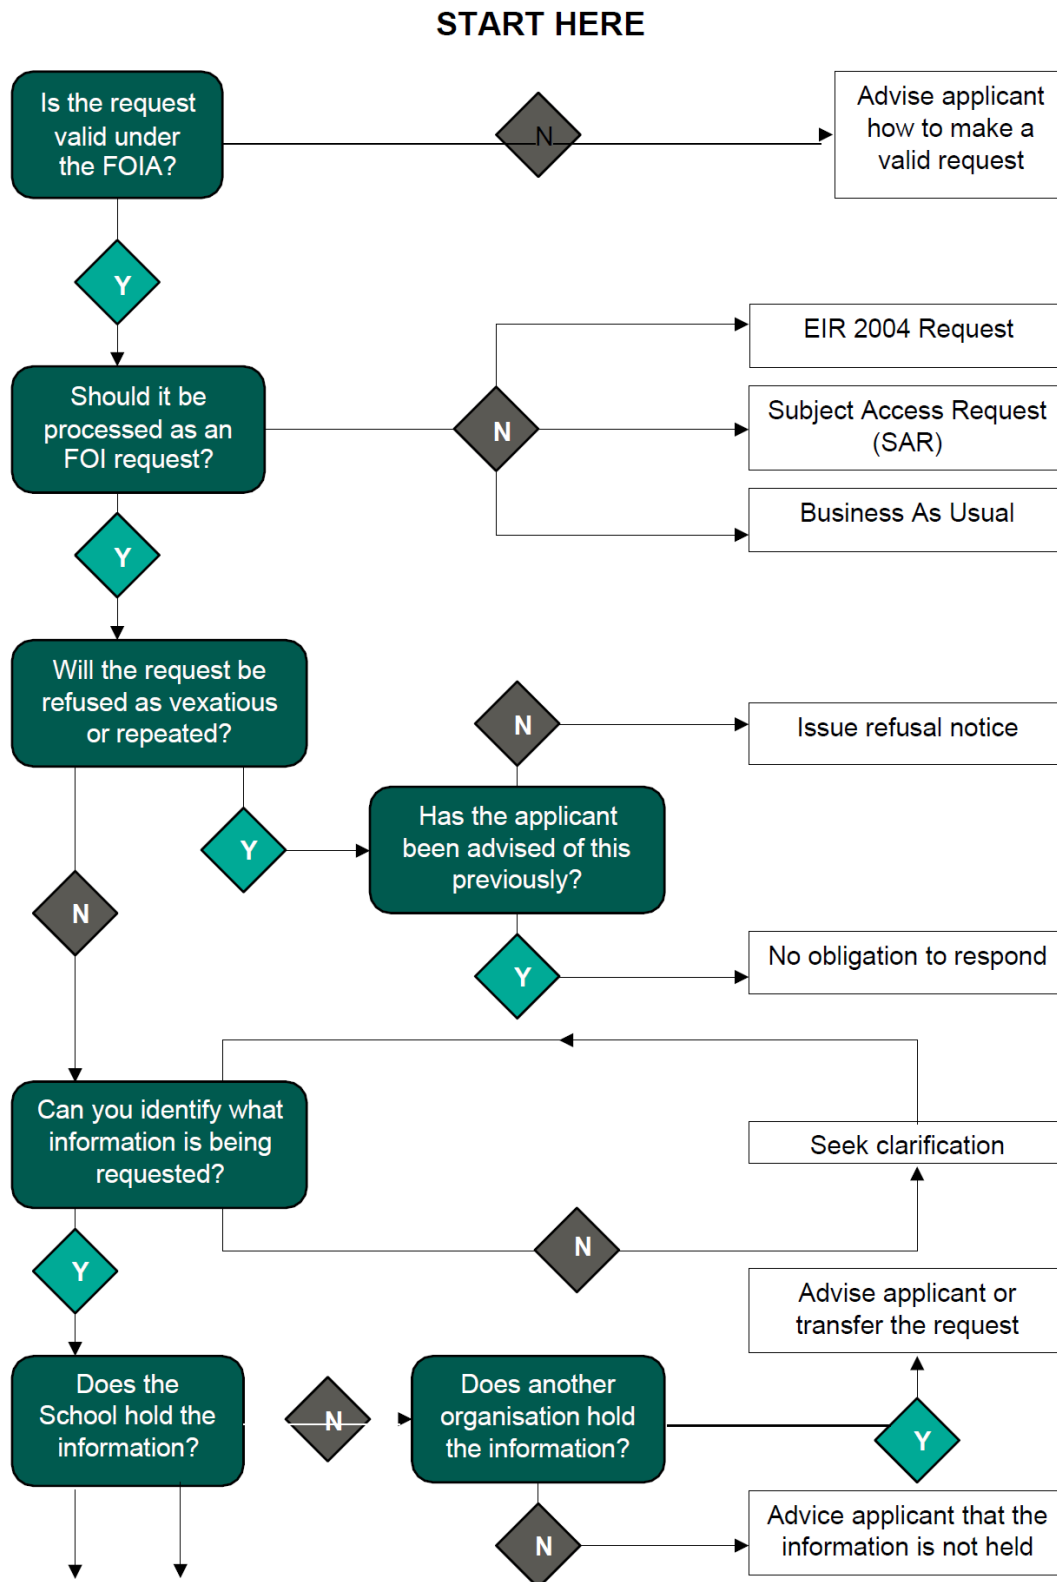 START HERE
Is the request
valid under
the FOIA?
N
Advise applicant
how to make a
valid request
Y
EIR 2004 Request
Should it be
processed as an
FOI request?
N
Subject Access Request
(SAR)
Business As Usual
Y
Will the request be
refused as vexatious
or repeated?
N
Issue refusal notice
Y
Has the applicant
been advised of this
previously?
N
Y
No obligation to respond
Can you identify what
information is being
requested?
Seek clarification
N
Y
Advise applicant or
transfer the request
Does the
School hold the
information?
N
Does another
organisation hold
the information?
Y
N
Advice applicant that the
information is not held